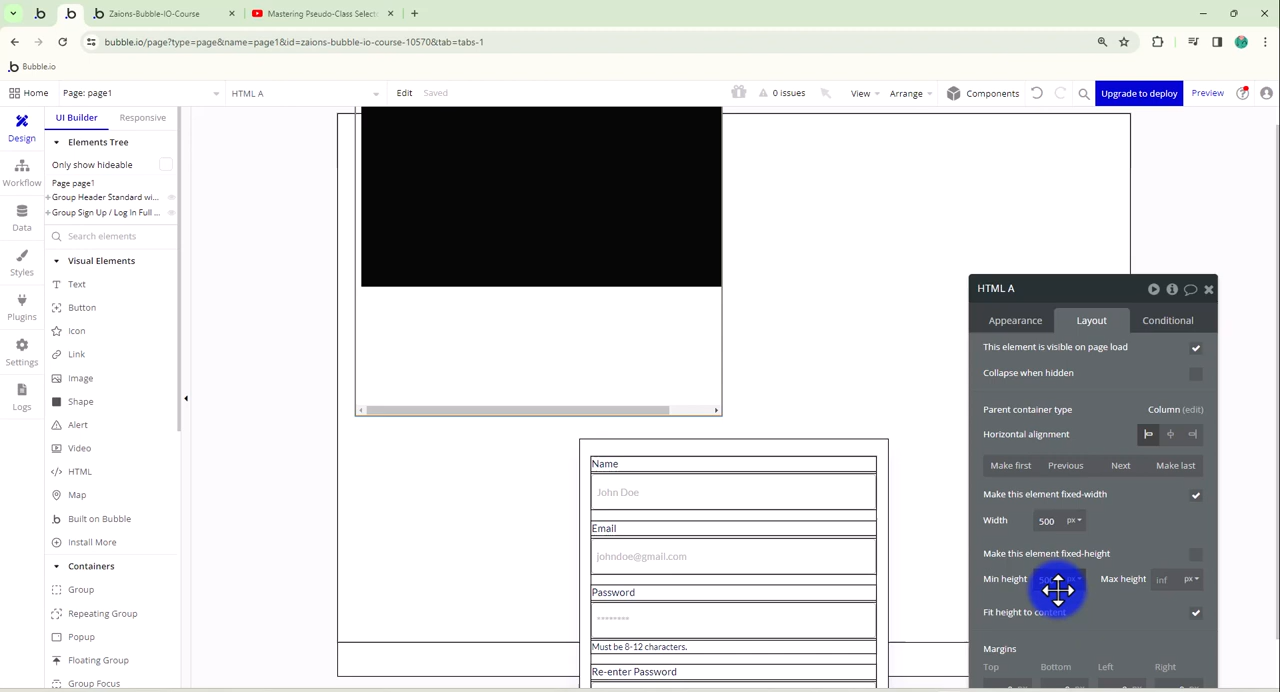 Zaions-Bubble-IO-Course
Mastering Pseudo-Class Select
bubble.io/page?type=page&name=page1&id=zaions-bubble-io-course-10570&tab=tabs-1
Bubble.io
Home
Page: page1
HTML A
Edit
Saved
0 issues
View
Arrange
Components
Upgrade to deploy
Preview
Design
Workflow
Data
Styles
Plugins
Settings
Logs
UI Builder
Responsive
Elements Tree
Only show hideable
Page page1
Group Header Standard wi...
Group Sign Up / Log In Full ...
Search elements
Visual Elements
Text
Button
Icon
Link
Image
Shape
Alert
Video
HTML
Map
Built on Bubble
Install More
Containers
Group
Repeating Group
Popup
Floating Group
Group Focus
Name
John Doe
Email
johndoe@gmail.com
Password
********
Must be 8-12 characters.
Re-enter Password
HTML A
Appearance
Layout
Conditional
This element is visible on page load
Collapse when hidden
Parent container type
Column (edit)
Horizontal alignment
Make first
Previous
Next
Make last
Make this element fixed-width
Width
500 px
Make this element fixed-height
Min height
Max height
inf px
Fit height to content
Margins
Top
Bottom
Left
Right